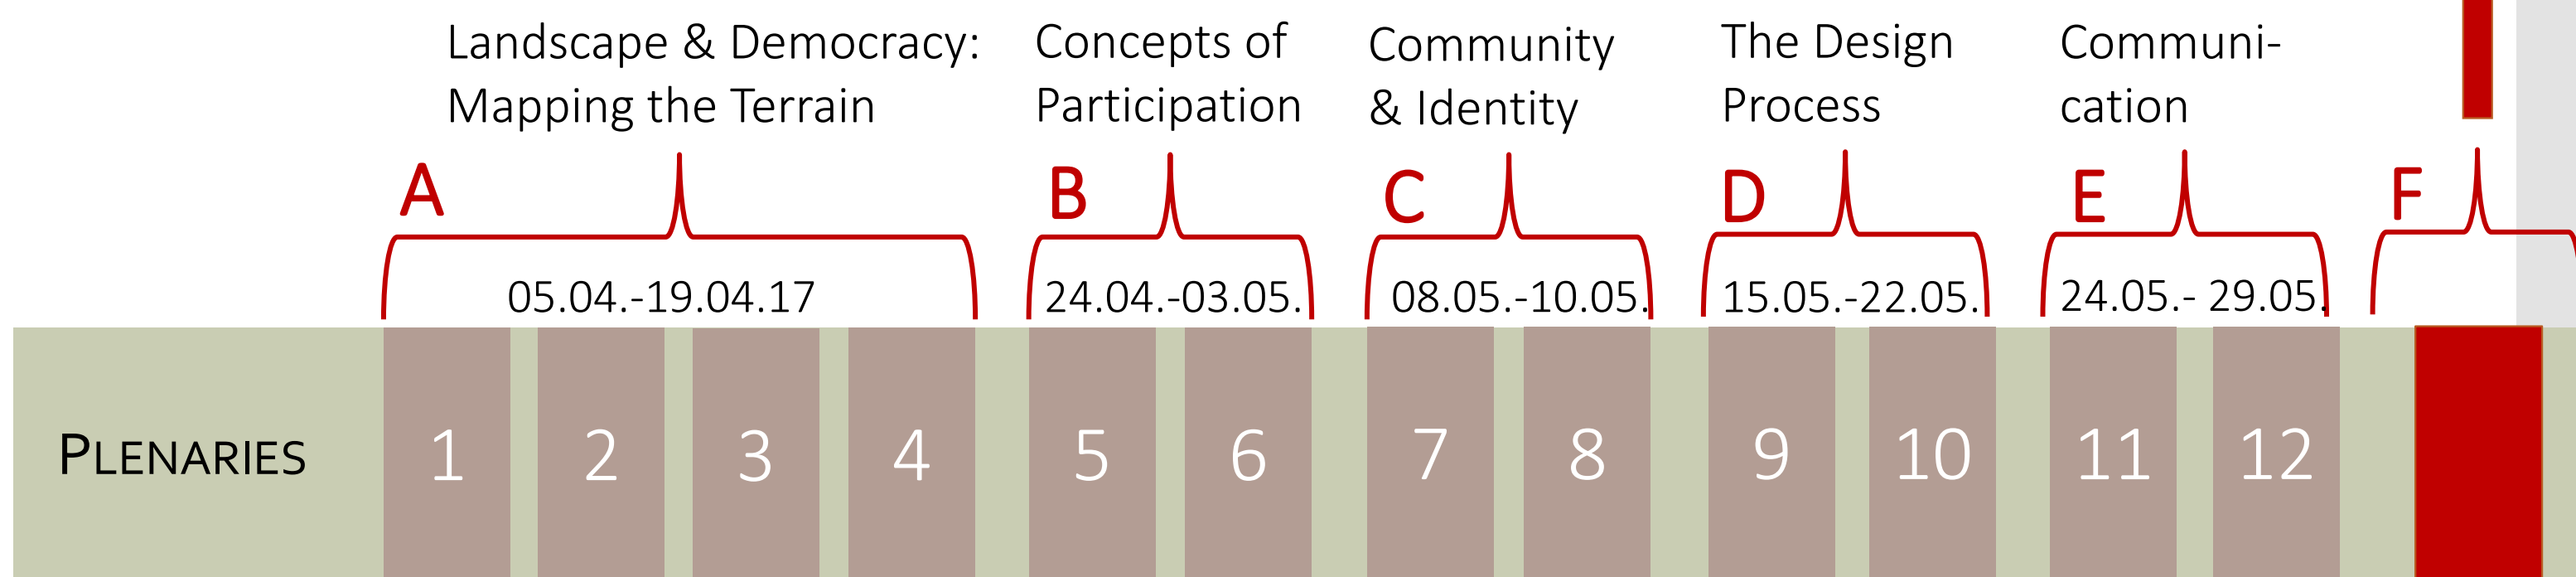 Landscape & Democracy:
Mapping the Terrain
Concepts of
Participation
Community
& Identity
The Design
Process
Communi-
cation
A
B
C
D
E
F
05.04.-19.04.17
24.04.-03.05.
08.05.-10.05.
15.05.-22.05.
24.05.- 29.05.
PLENARIES
1
2
3
4
5
6
7
8
9
10
11
12